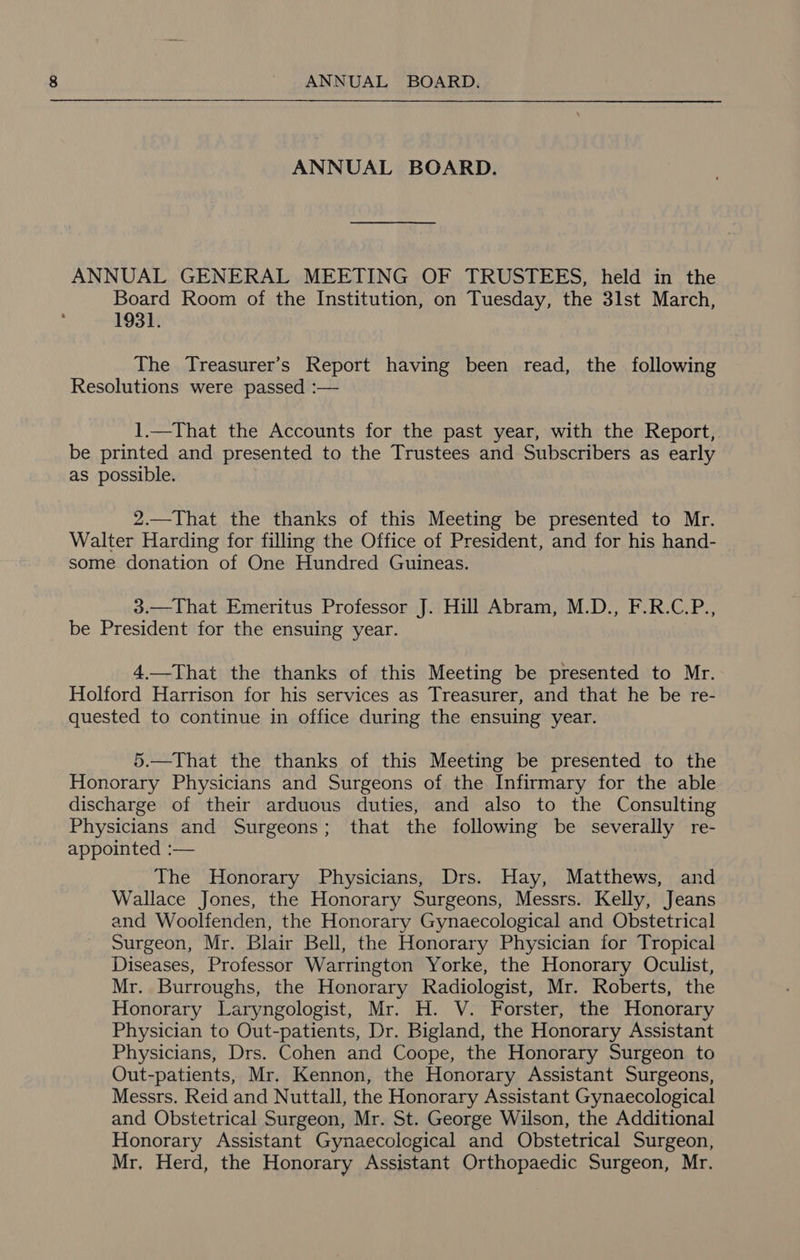 8 ANNUAL BOARD.
ANNUAL BOARD.
ANNUAL GENERAL MEETING OF TRUSTEES, held in the
Board Room of the Institution, on Tuesday, the 31st March,
1931.
The Treasurer's Report having been read, the following
Resolutions were passed :—
1.—That the Accounts for the past year, with the Report,
be printed and presented to the Trustees and Subscribers as early
as possible.
2.—That the thanks of this Meeting be presented to Mr.
Walter Harding for filling the Office of President, and for his hand-
some donation of One Hundred Guineas.
3.—That Emeritus Professor J. Hill Abram, M.D., F.R.C.P.,
be President for the ensuing year.
4.—That the thanks of this Meeting be presented to Mr.
Holford Harrison for his services as Treasurer, and that he be re-
quested to continue in office during the ensuing year.
5.—That the thanks of this Meeting be presented to the
Honorary Physicians and Surgeons of the Infirmary for the able
discharge of their arduous duties, and also to the Consulting
Physicians and Surgeons; that the following be severally re-
appointed :—
The Honorary Physicians, Drs. Hay, Matthews, and
Wallace Jones, the Honorary Surgeons, Messrs. Kelly, Jeans
and Woolfenden, the Honorary Gynaecological and Obstetrical
Surgeon, Mr. Blair Bell, the Honorary Physician for Tropical
Diseases, Professor Warrington Yorke, the Honorary Oculist,
Mr. Burroughs, the Honorary Radiologist, Mr. Roberts, the
Honorary Laryngologist, Mr. H. V. Forster, the Honorary
Physician to Out-patients, Dr. Bigland, the Honorary Assistant
Physicians, Drs. Cohen and Coope, the Honorary Surgeon to
Out-patients, Mr. Kennon, the Honorary Assistant Surgeons,
Messrs. Reid and Nuttall, the Honorary Assistant Gynaecological
and Obstetrical Surgeon, Mr. St. George Wilson, the Additional
Honorary Assistant Gynaecological and Obstetrical Surgeon,
Mr. Herd, the Honorary Assistant Orthopaedic Surgeon, Mr.